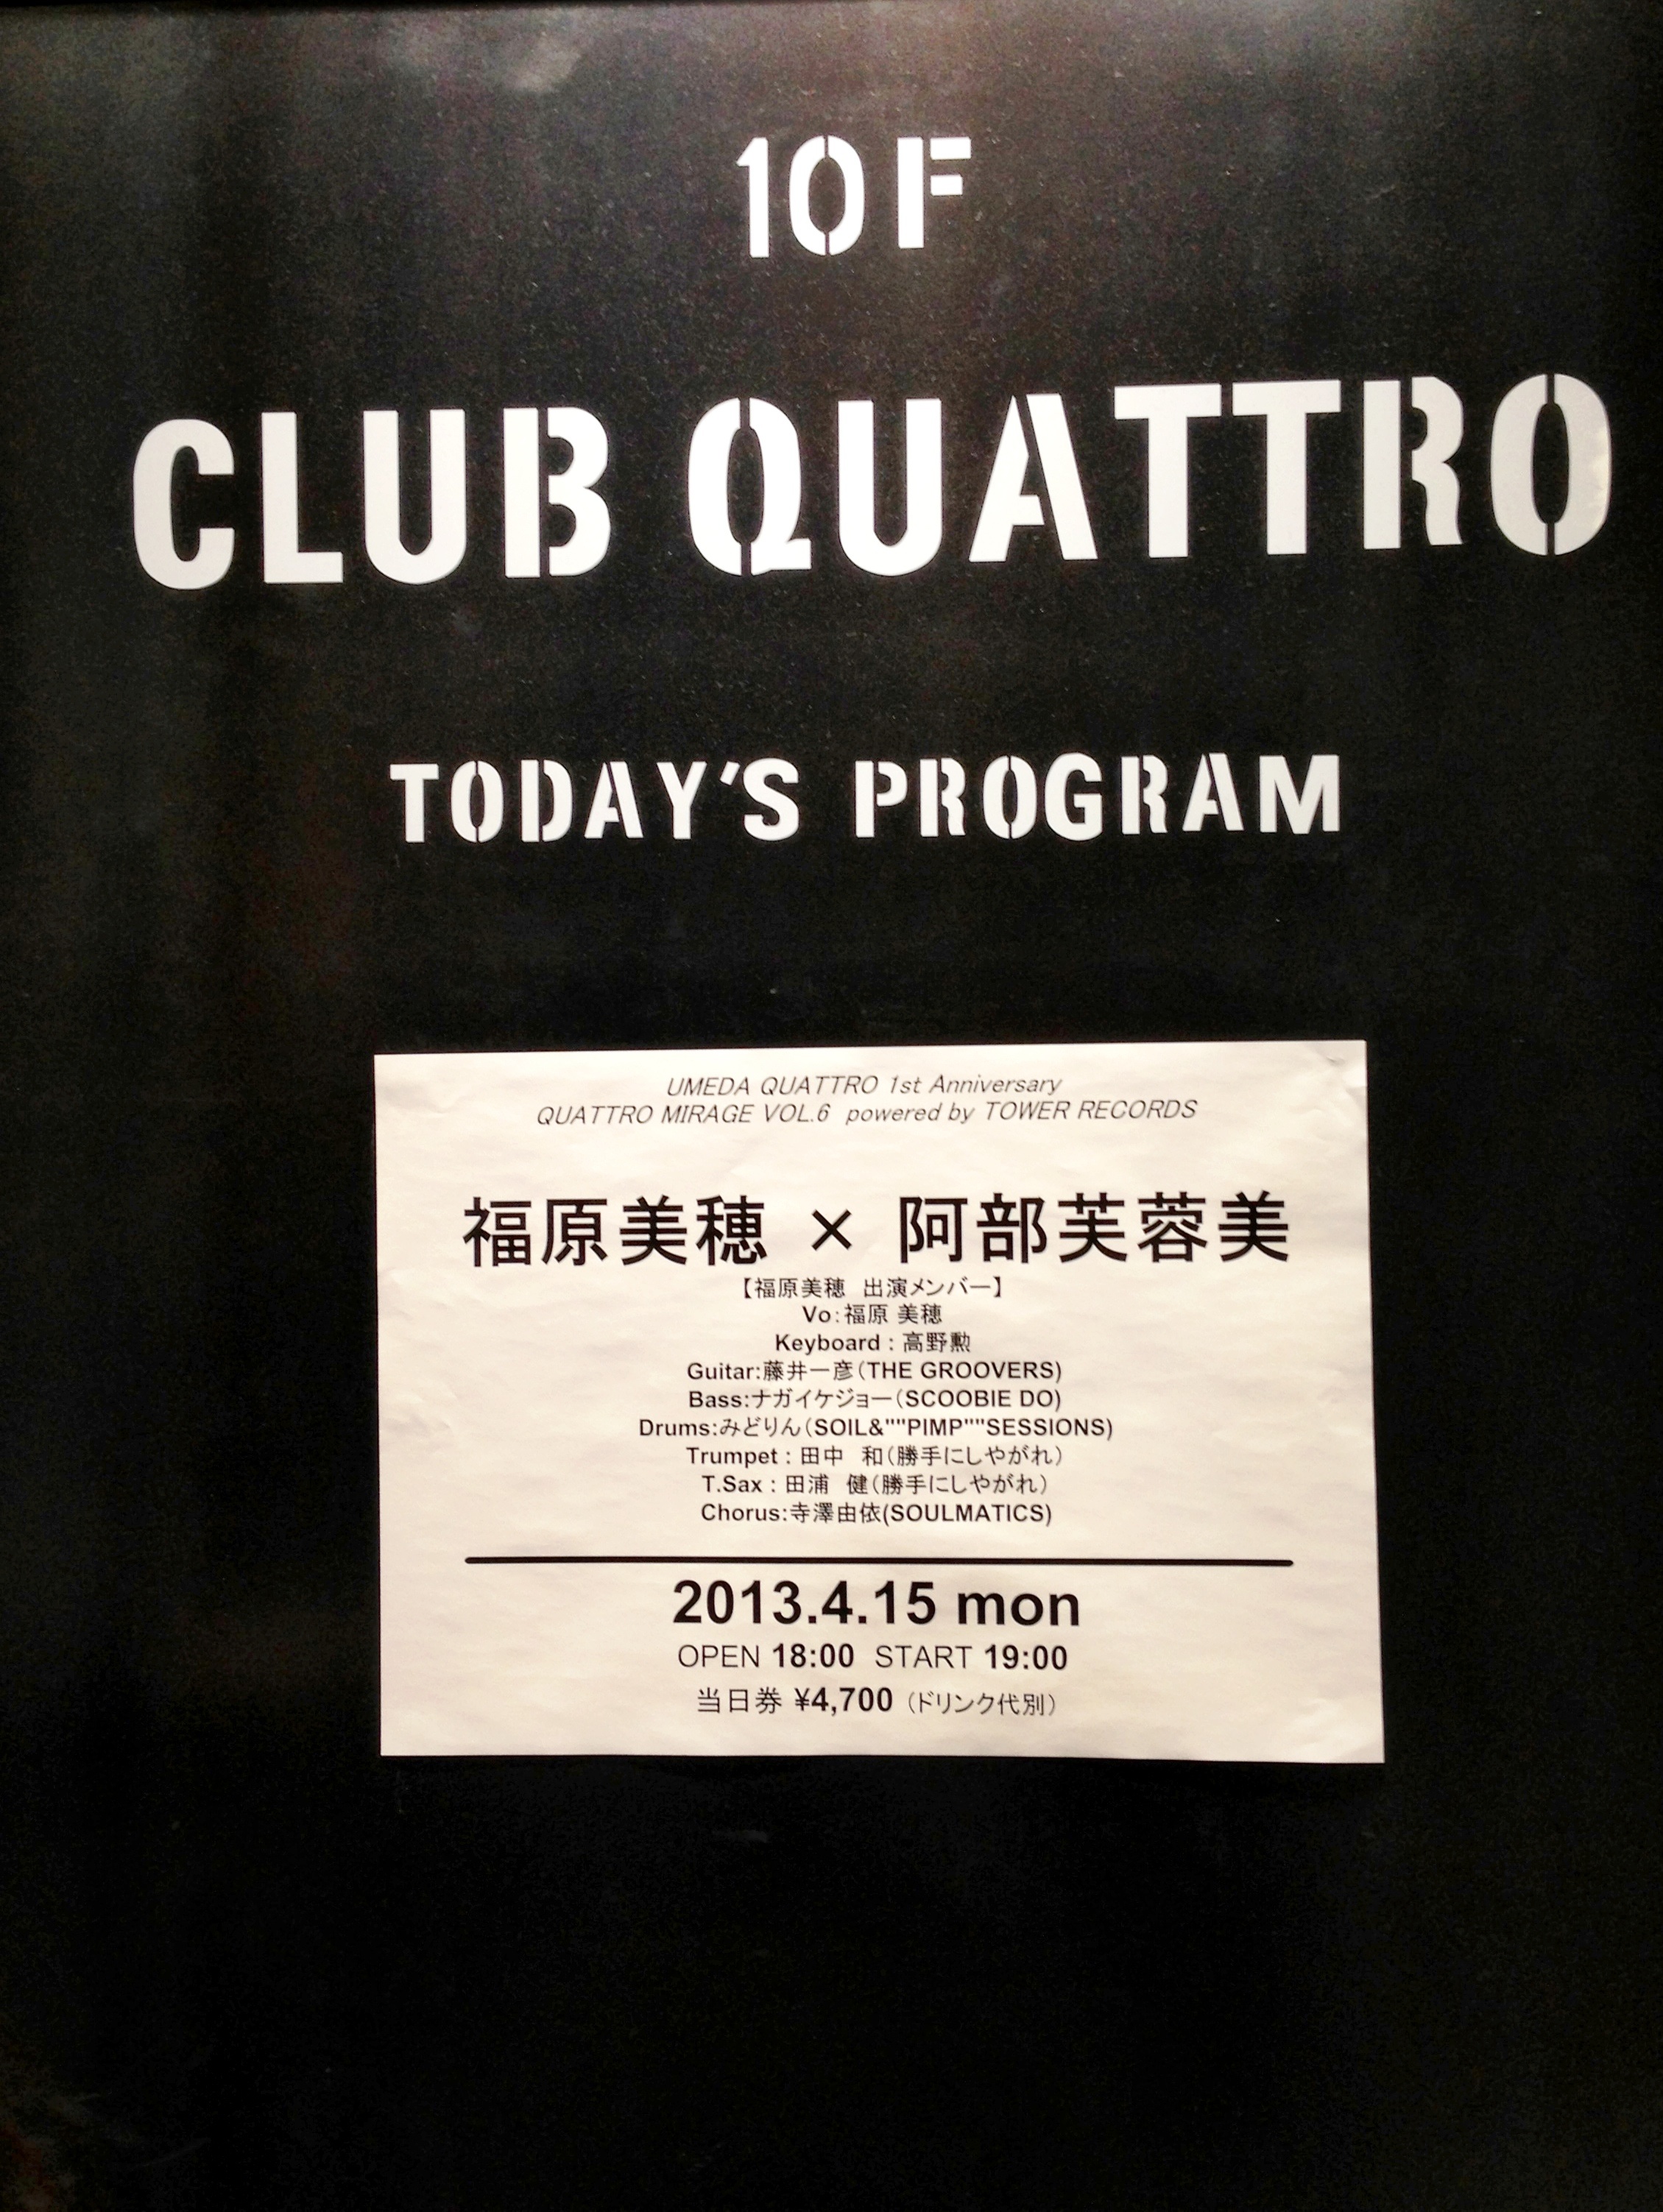 10F
CLUB QUATTRO
TODAY'S PROGRAM
UMEDA QUATTRO 1st Anniversary
QUATTRO MIRAGE VOL.6 powered by TOWER RECORDS
福原美穂 × 阿部芙蓉美
【福原美穂 出演メンバー】
Vo:福原 美穂
Keyboard : 高野勲
Guitar:藤井一彦(THE GROOVERS)
Bass:ナガイケジョー(SCOOBIE DO)
Drums:みどりん(SOIL&""PIMP""SESSIONS)
Trumpet : 田中 和(勝手にしやがれ)
T.Sax : 田浦 健(勝手にしやがれ)
Chorus:寺澤由依(SOULMATICS)
2013.4.15 mon
OPEN 18:00 START 19:00
当日券 ¥4,700 (ドリンク代別)